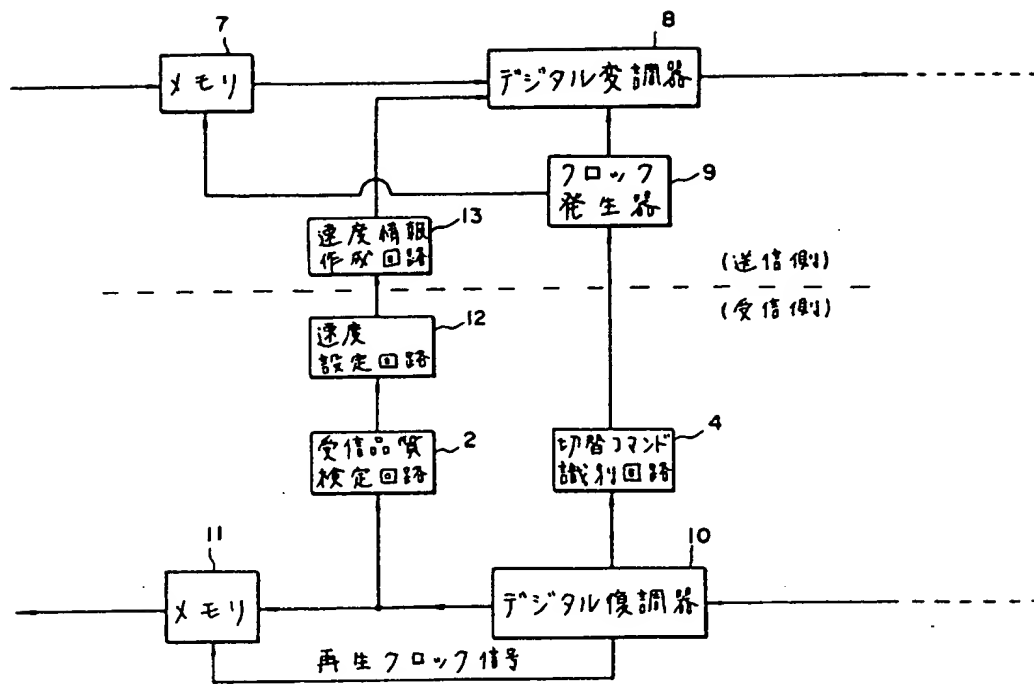 7
メモリ
8
デジタル変調器
クロック
発生器
9
13
速度情報
作成回路
(送信側)
(受信側)
12
速度
設定回路
2
受信品質
検定回路
4
切替コマンド
識別回路
11
メモリ
10
デジタル復調器
再生クロック信号